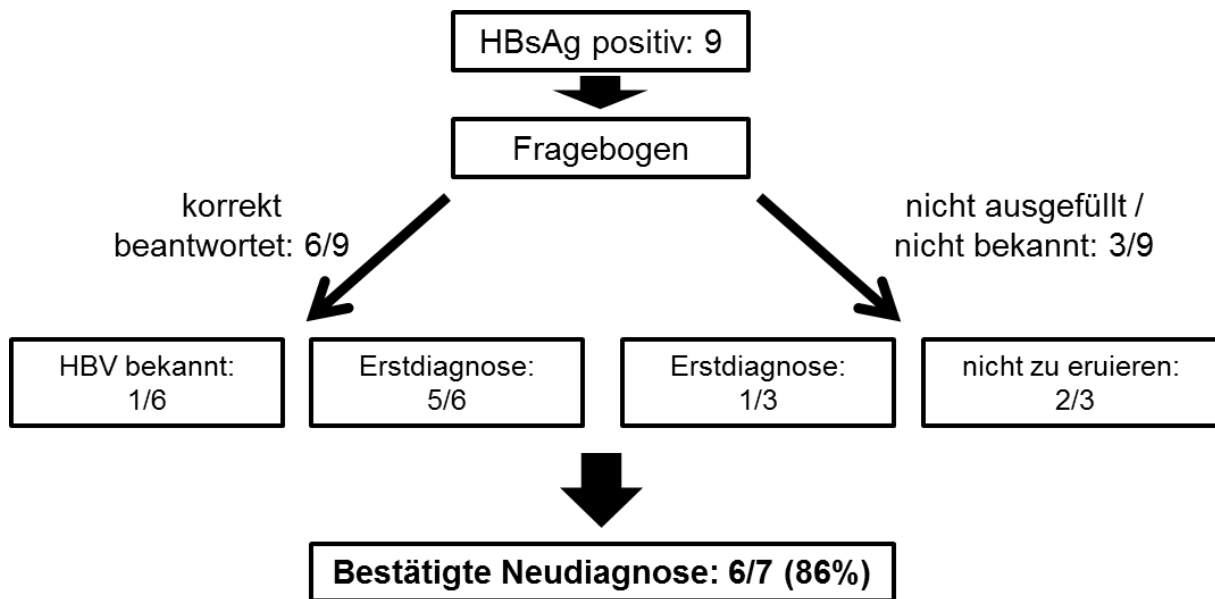 HBsAg positiv: 9
Fragebogen
korrekt
beantwortet: 6/9
nicht ausgefüllt /
nicht bekannt: 3/9
HBV bekannt:
1/6
Erstdiagnose:
5/6
Erstdiagnose:
1/3
nicht zu eruieren:
2/3
Bestätigte Neudiagnose: 6/7 (86%)